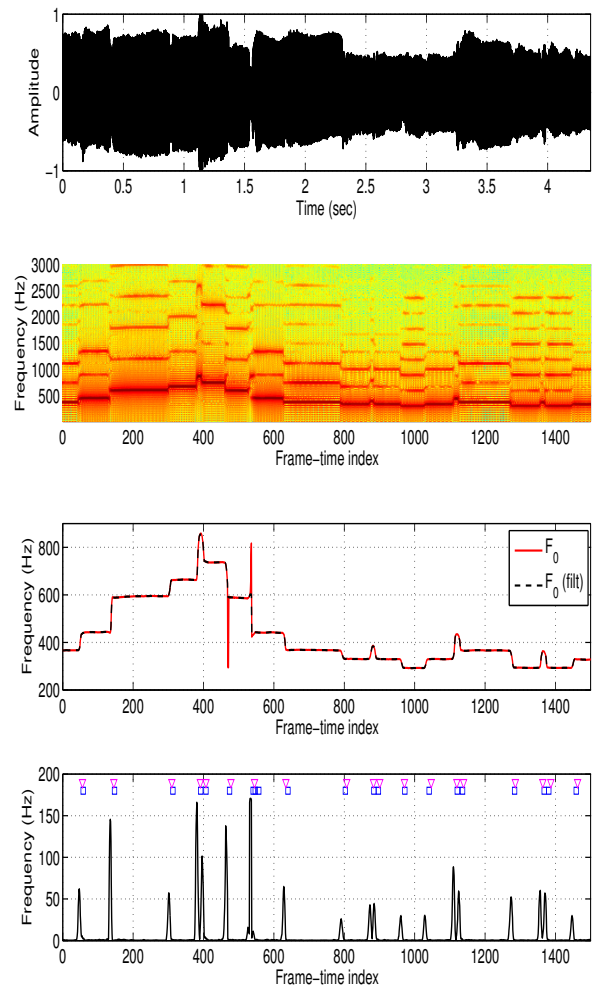 1
0
−1
Amplitude
0 0.5 1 1.5 2 2.5 3 3.5 4
Time (sec)
3000
2500
2000
1500
1000
500
Frequency (Hz)
0 200 400 600 800 1000 1200 1400
Frame−time index
800
600
400
200
Frequency (Hz)
F0
F0 (filt)
0 200 400 600 800 1000 1200 1400
Frame−time index
200
150
100
50
0
Frequency (Hz)
0 200 400 600 800 1000 1200 1400
Frame−time index